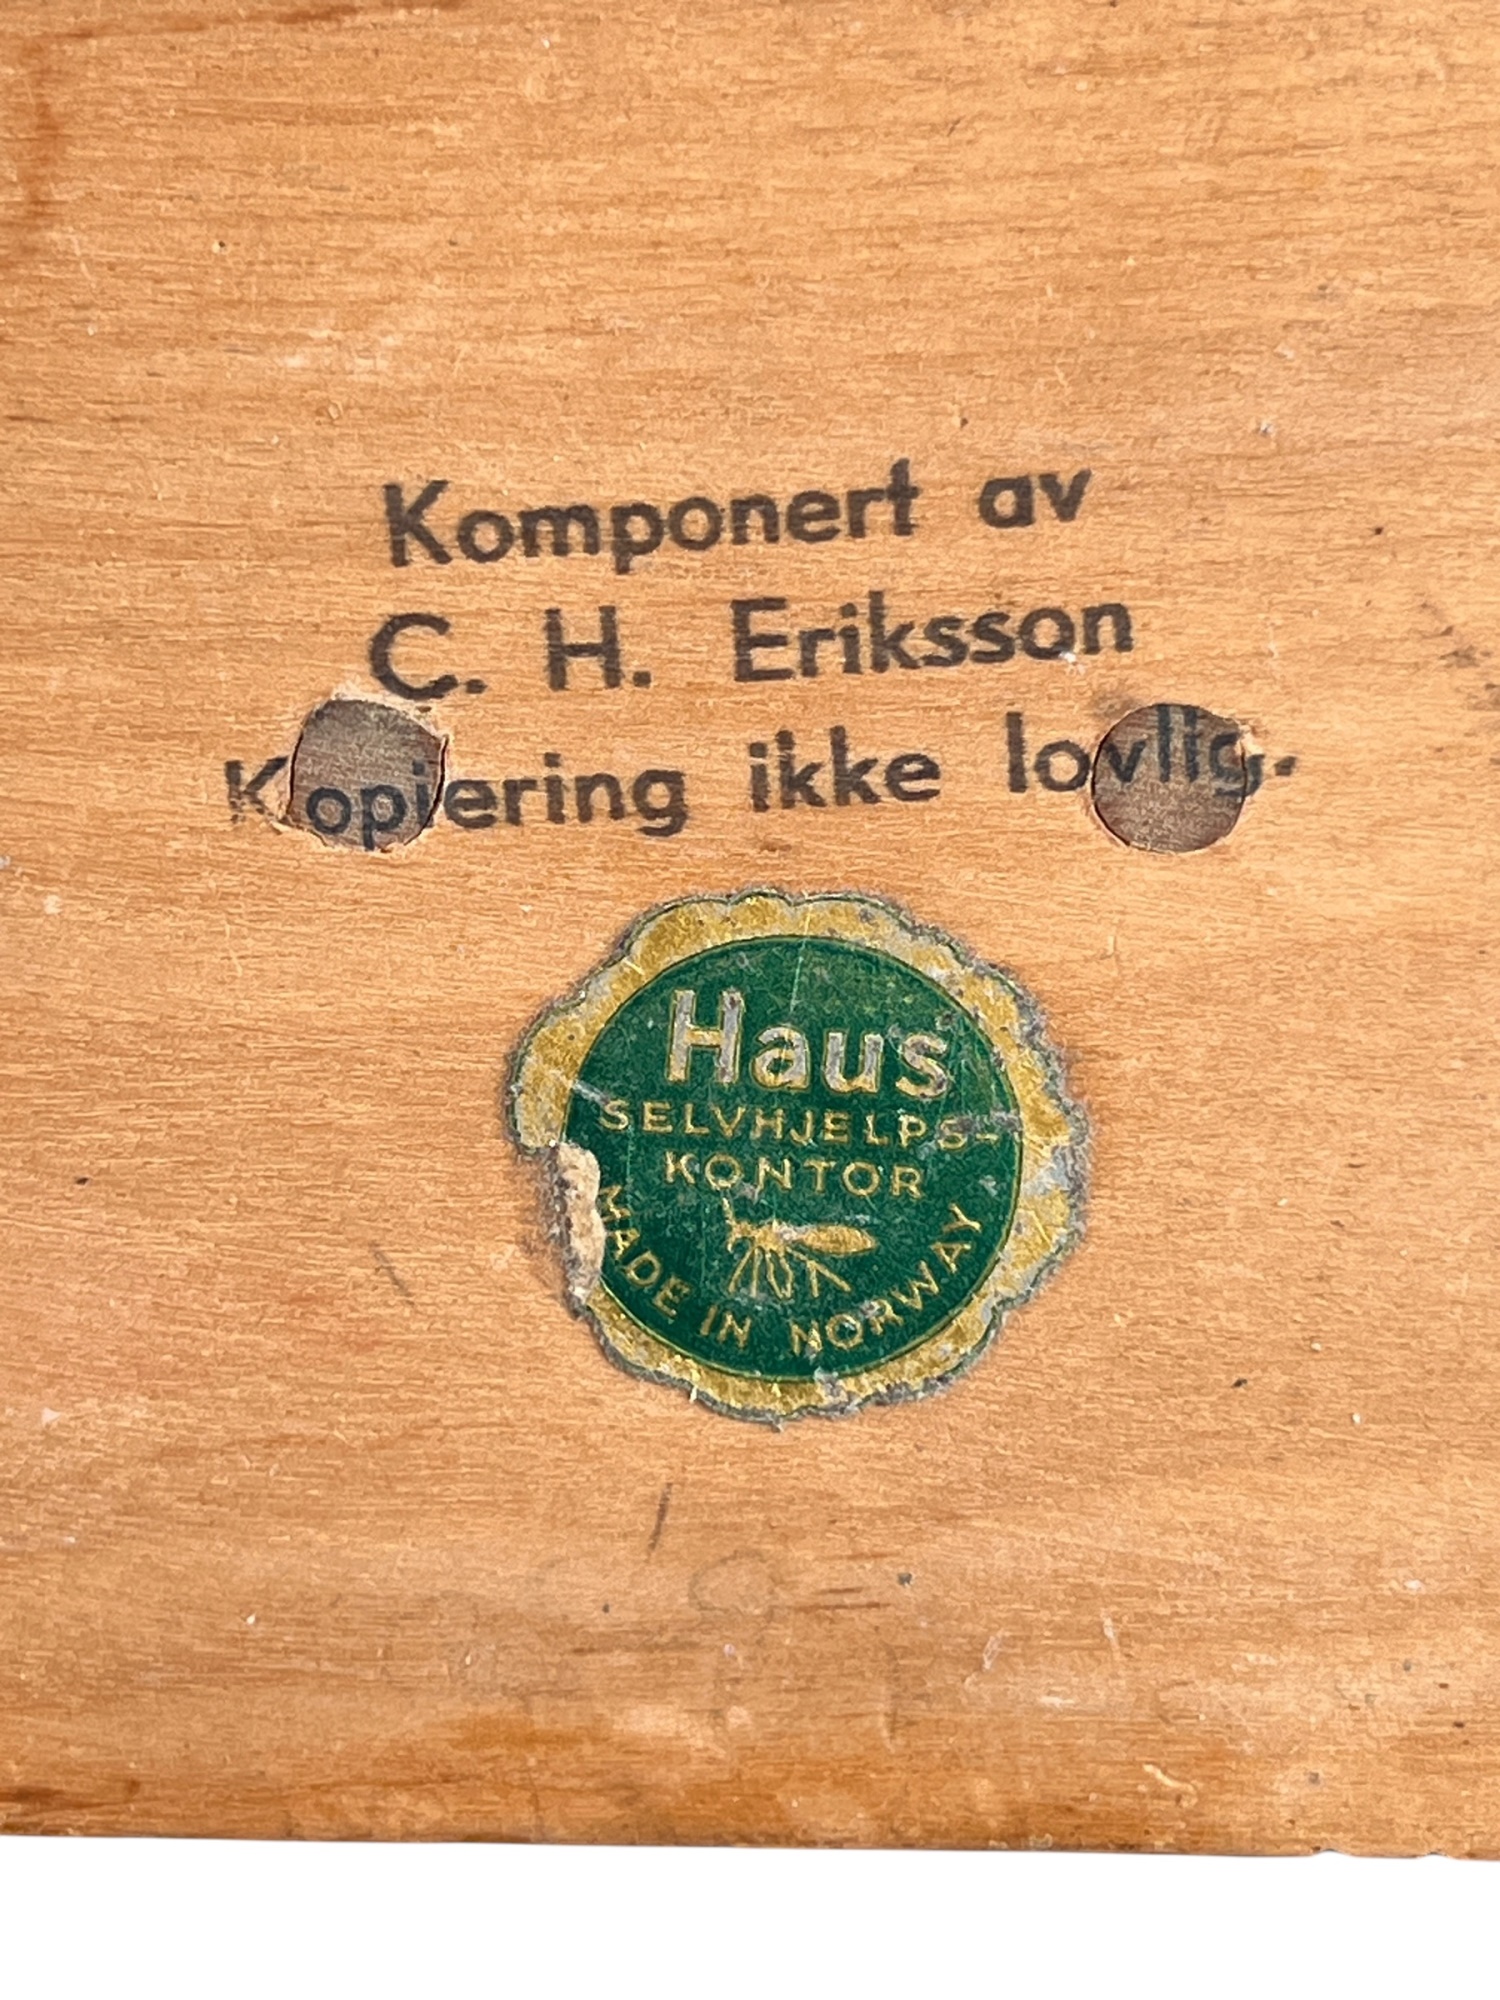 Komponert av
C. H. Eriksson
Kopiering ikke lovlig.
Haus
SELVHJELPS-
KONTOR
MADE IN NORWAY